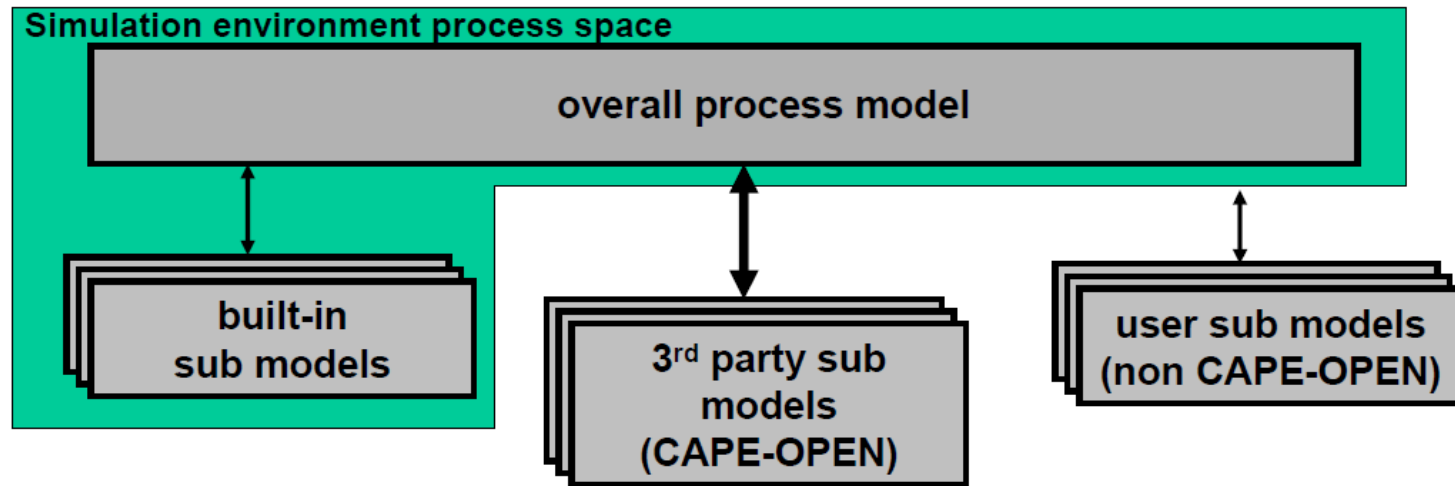 Simulation environment process space
overall process model
built-in
sub models
3rd party sub
models
(CAPE-OPEN)
user sub models
(non CAPE-OPEN)